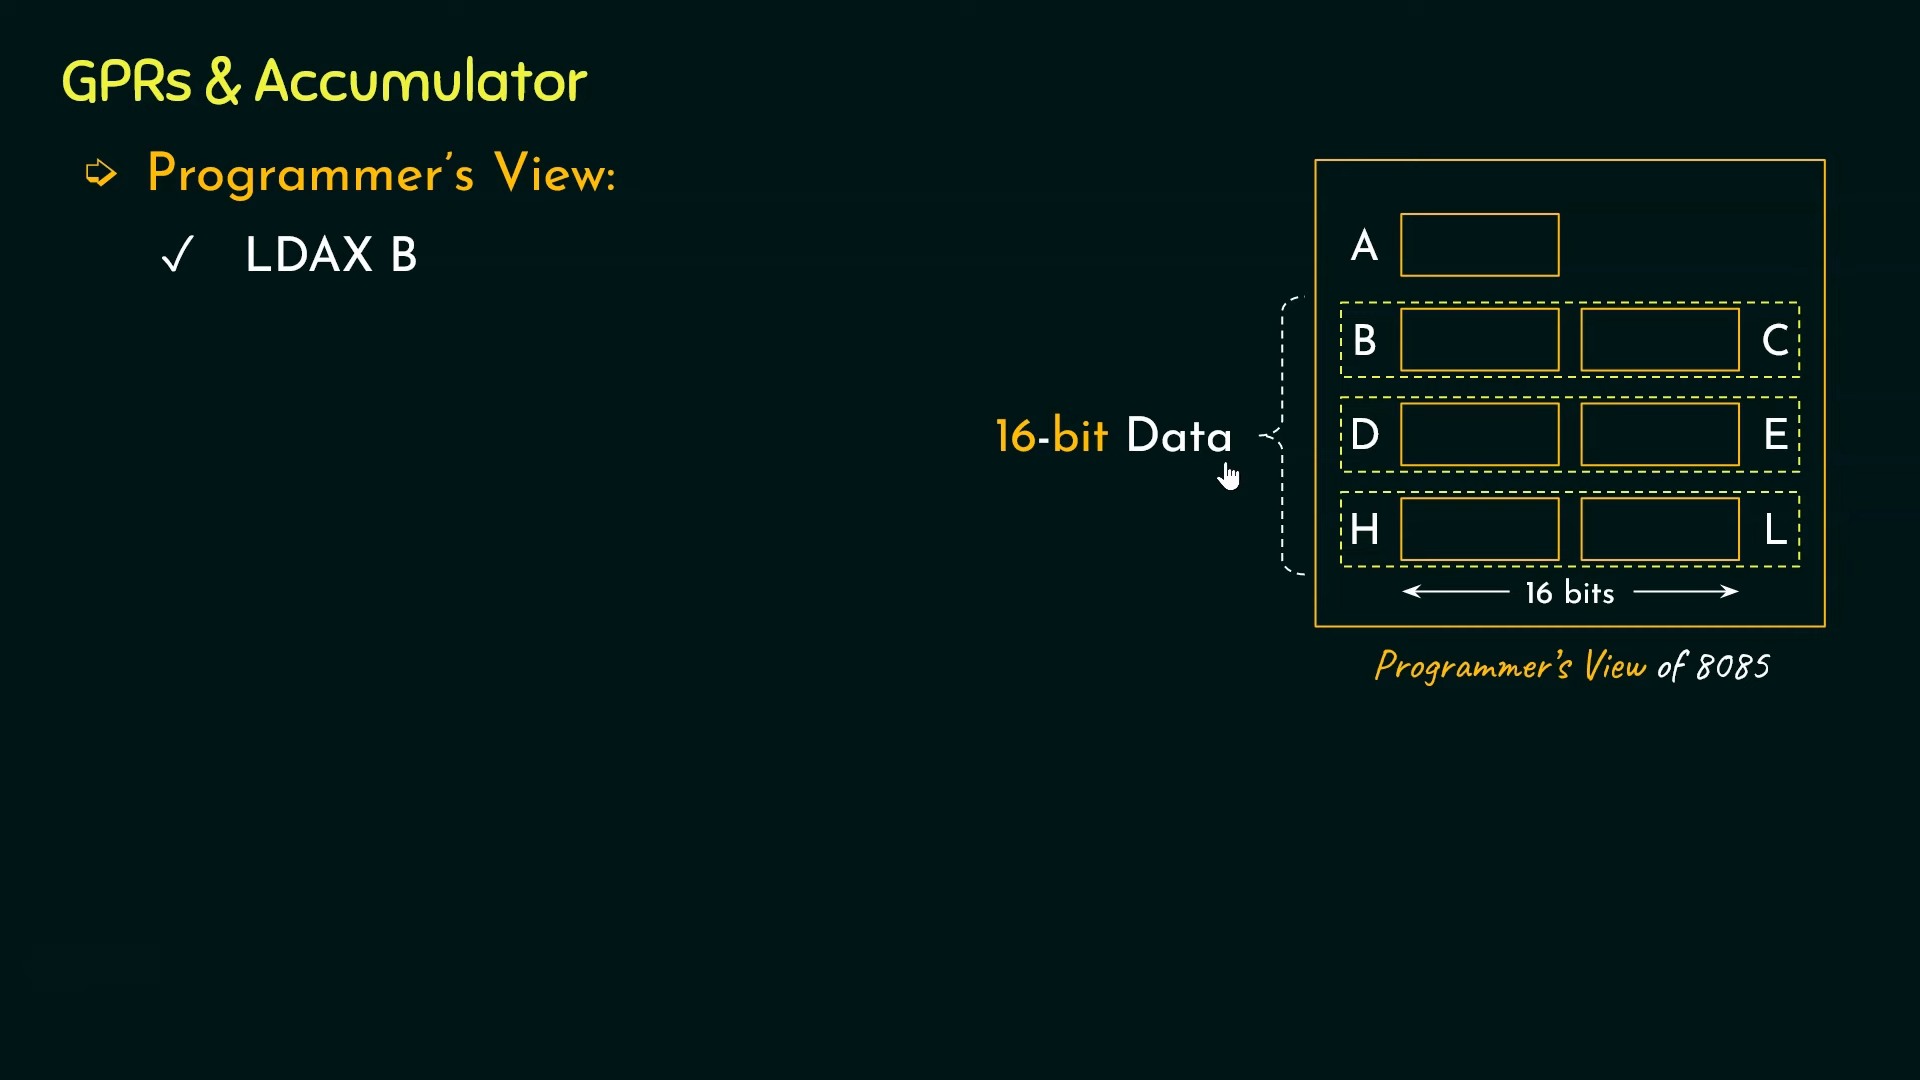 GPRs & Accumulator
➩ Programmer's View:
✓ LDAX B
A
B C
16-bit Data
D E
H L
16 bits
Programmer's View of 8085